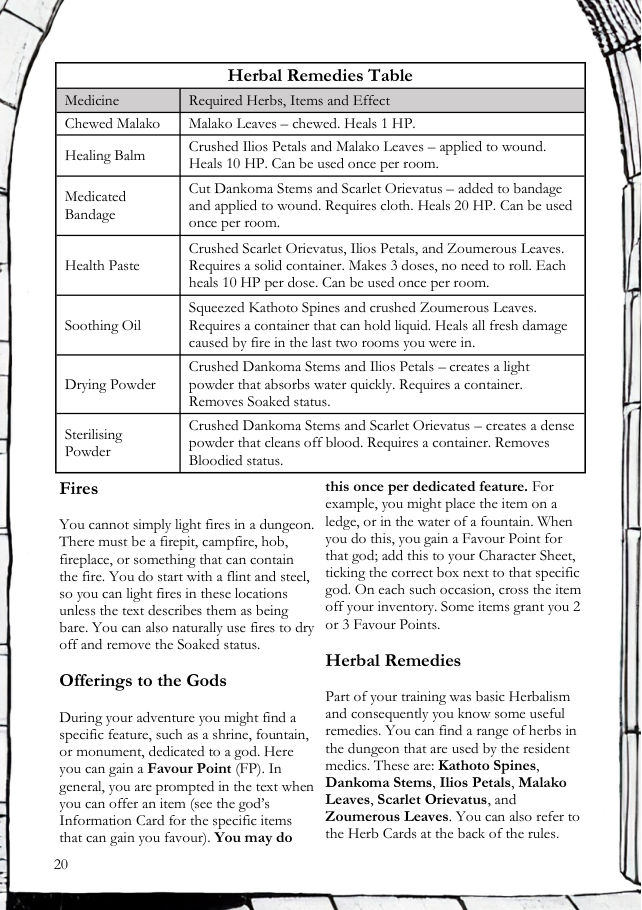 Herbal Remedies Table
Medicine
Required Herbs, Items and Effect
Chewed Malako
Malako Leaves – chewed. Heals 1 HP.
Healing Balm
Crushed Ilios Petals and Malako Leaves – applied to wound.
Heals 10 HP. Can be used once per room.
Medicated
Bandage
Cut Dankoma Stems and Scarlet Orievatus – added to bandage
and applied to wound. Requires cloth. Heals 20 HP. Can be used
once per room.
Health Paste
Crushed Scarlet Orievatus, Ilios Petals, and Zoumerous Leaves.
Requires a solid container. Makes 3 doses, no need to roll. Each
heals 10 HP per dose. Can be used once per room.
Soothing Oil
Squeezed Kathoto Spines and crushed Zoumerous Leaves.
Requires a container that can hold liquid. Heals all fresh damage
caused by fire in the last two rooms you were in.
Drying Powder
Crushed Dankoma Stems and Ilios Petals – creates a light
powder that absorbs water quickly. Requires a container.
Removes Soaked status.
Sterilising
Powder
Crushed Dankoma Stems and Scarlet Orievatus – creates a dense
powder that cleans off blood. Requires a container. Removes
Bloodied status.
Fires
You cannot simply light fires in a dungeon.
There must be a firepit, campfire, hob,
fireplace, or something that can contain
the fire. You do start with a flint and steel,
so you can light fires in these locations
unless the text describes them as being
bare. You can also naturally use fires to dry
off and remove the Soaked status.
Offerings to the Gods
During your adventure you might find a
specific feature, such as a shrine, fountain,
or monument, dedicated to a god. Here
you can gain a Favour Point (FP). In
general, you are prompted in the text when
you can offer an item (see the god's
Information Card for the specific items
that can gain you favour). You may do
this once per dedicated feature. For
example, you might place the item on a
ledge, or in the water of a fountain. When
you do this, you gain a Favour Point for
that god; add this to your Character Sheet,
ticking the correct box next to that specific
god. On each such occasion, cross the item
off your inventory. Some items grant you 2
or 3 Favour Points.
Herbal Remedies
Part of your training was basic Herbalism
and consequently you know some useful
remedies. You can find a range of herbs in
the dungeon that are used by the resident
medics. These are: Kathoto Spines,
Dankoma Stems, Ilios Petals, Malako
Leaves, Scarlet Orievatus, and
Zoumerous Leaves. You can also refer to
the Herb Cards at the back of the rules.
20